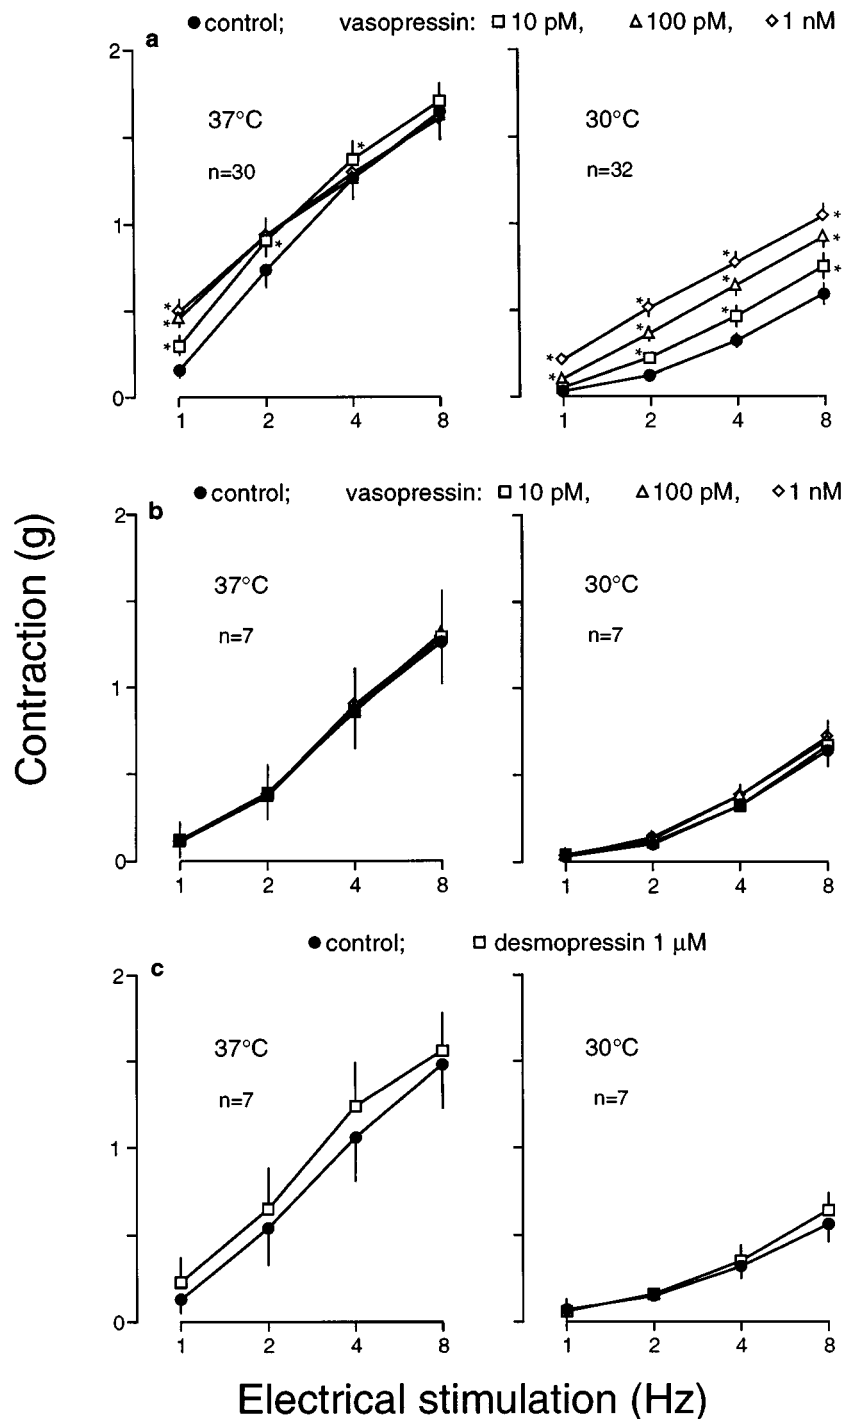 ● control; vasopressin: □ 10 pM, △ 100 pM, ◇ 1 nM
a
2
1
0
37°C
n=30
* * * * *
1 2 4 8
30°C
n=32
* * * * * * * * * * *
1 2 4 8
● control; vasopressin: □ 10 pM, △ 100 pM, ◇ 1 nM
b
2
1
0
37°C
n=7
1 2 4 8
30°C
n=7
1 2 4 8
● control; □ desmopressin 1 μM
c
2
1
0
37°C
n=7
1 2 4 8
30°C
n=7
1 2 4 8
Contraction (g)
Electrical stimulation (Hz)